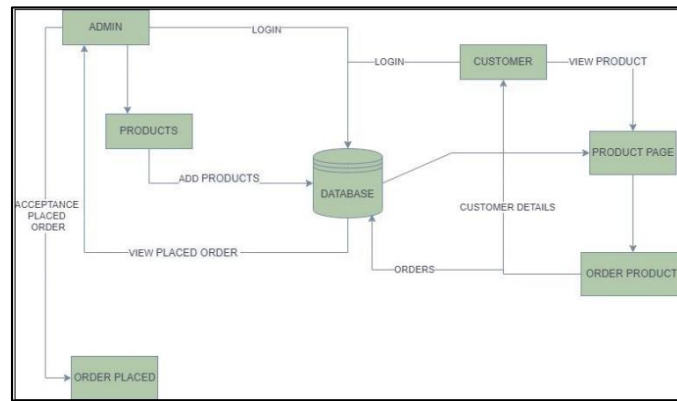 ADMIN
LOGIN
LOGIN
CUSTOMER
VIEW PRODUCT
PRODUCTS
PRODUCT PAGE
ADD PRODUCTS
DATABASE
ACCEPTANCE
PLACED
ORDER
CUSTOMER DETAILS
VIEW PLACED ORDER
ORDERS
ORDER PRODUCT
ORDER PLACED